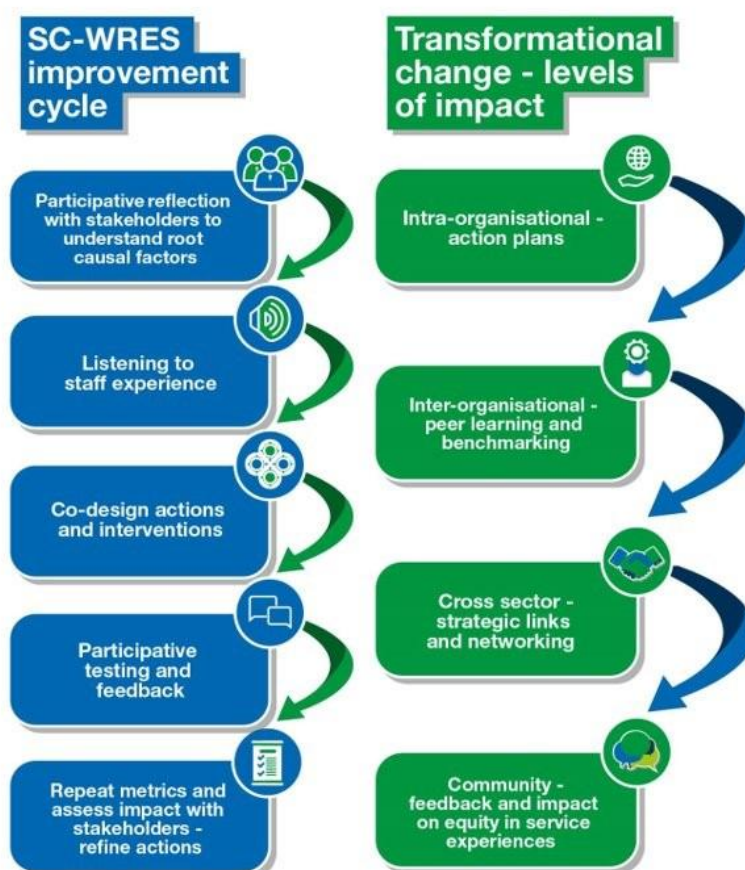 SC-WRES
improvement
cycle
Participative reflection
with stakeholders to
understand root
causal factors
Listening to
staff experience
Co-design actions
and interventions
Participative
testing and
feedback
Repeat metrics and
assess impact with
stakeholders -
refine actions
Transformational
change - levels
of impact
Intra-organisational -
action plans
Inter-organisational -
peer learning and
benchmarking
Cross sector -
strategic links
and networking
Community -
feedback and impact
on equity in service
experiences